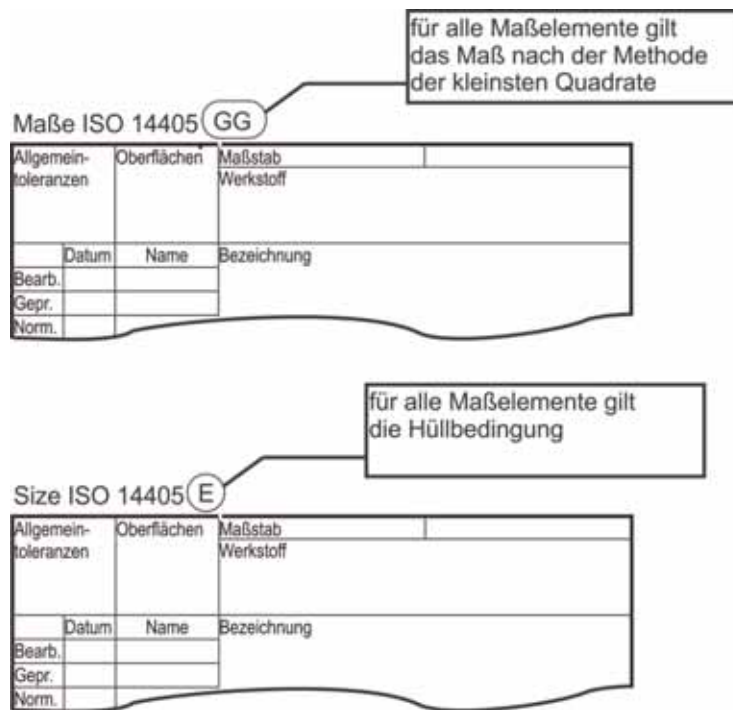 für alle Maßelemente gilt
das Maß nach der Methode
der kleinsten Quadrate
Maße ISO 14405 GG
Allgemein-
toleranzen
Oberflächen
Maßstab
Werkstoff
Datum
Name
Bezeichnung
Bearb.
Gepr.
Norm.
für alle Maßelemente gilt
die Hüllbedingung
Size ISO 14405 E
Allgemein-
toleranzen
Oberflächen
Maßstab
Werkstoff
Datum
Name
Bezeichnung
Bearb.
Gepr.
Norm.